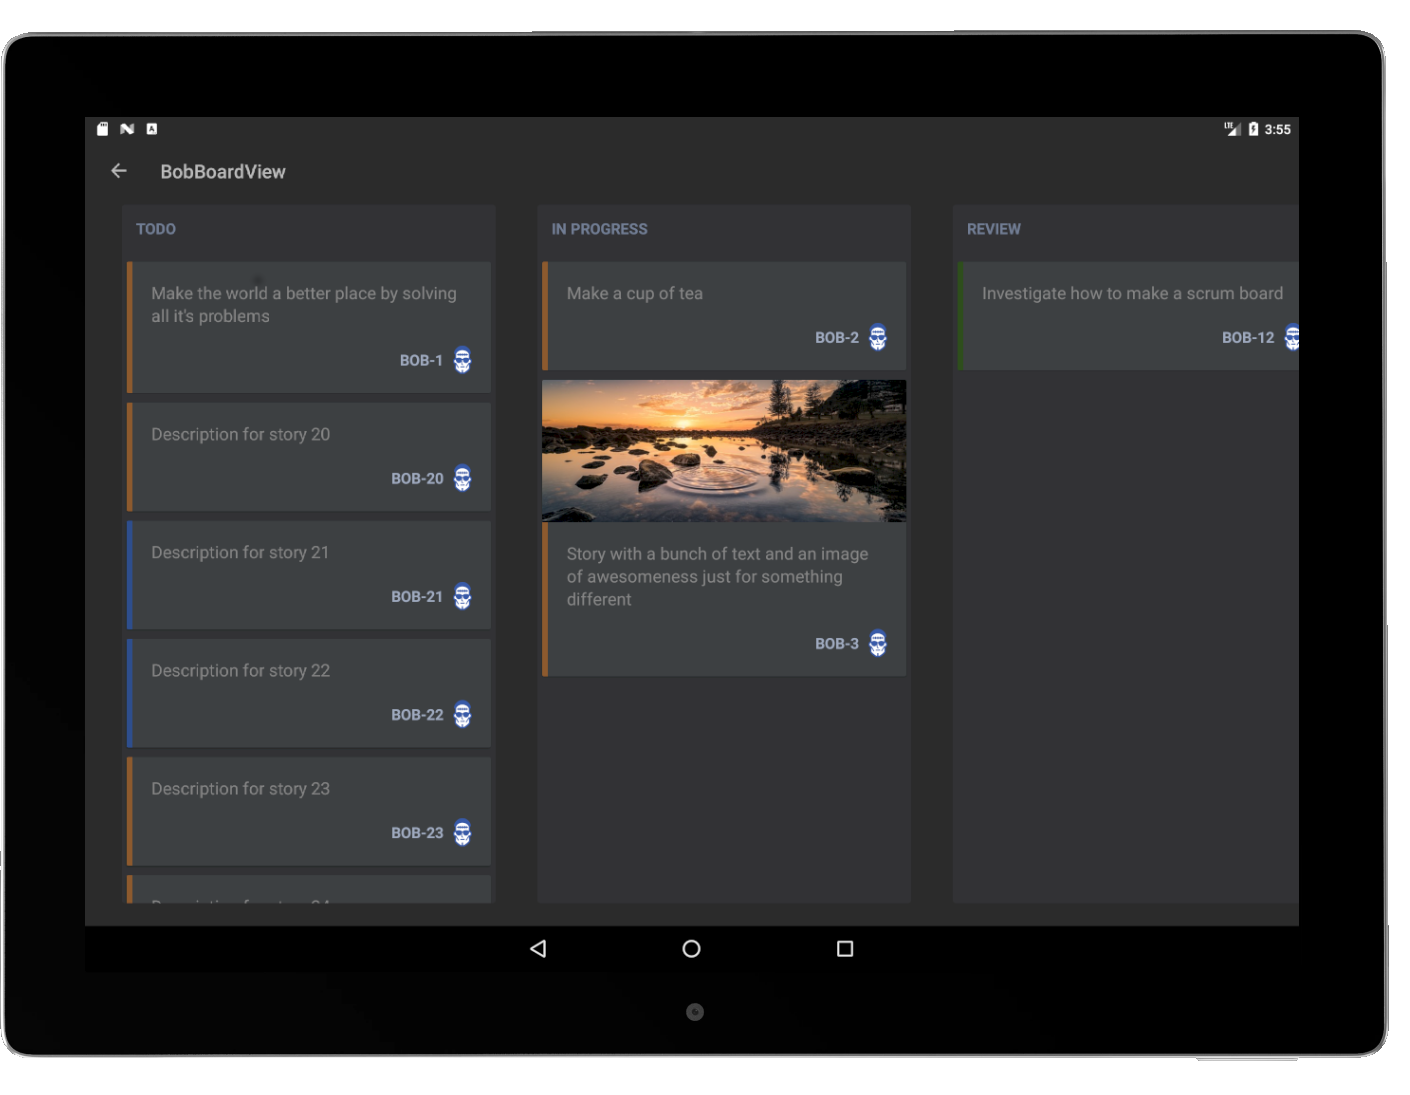 LTE
3:55
BobBoardView
TODO
Make the world a better place by solving
all it's problems
BOB-1
Description for story 20
BOB-20
Description for story 21
BOB-21
Description for story 22
BOB-22
Description for story 23
BOB-23
IN PROGRESS
Make a cup of tea
BOB-2
Story with a bunch of text and an image
of awesomeness just for something
different
BOB-3
REVIEW
Investigate how to make a scrum board
BOB-12